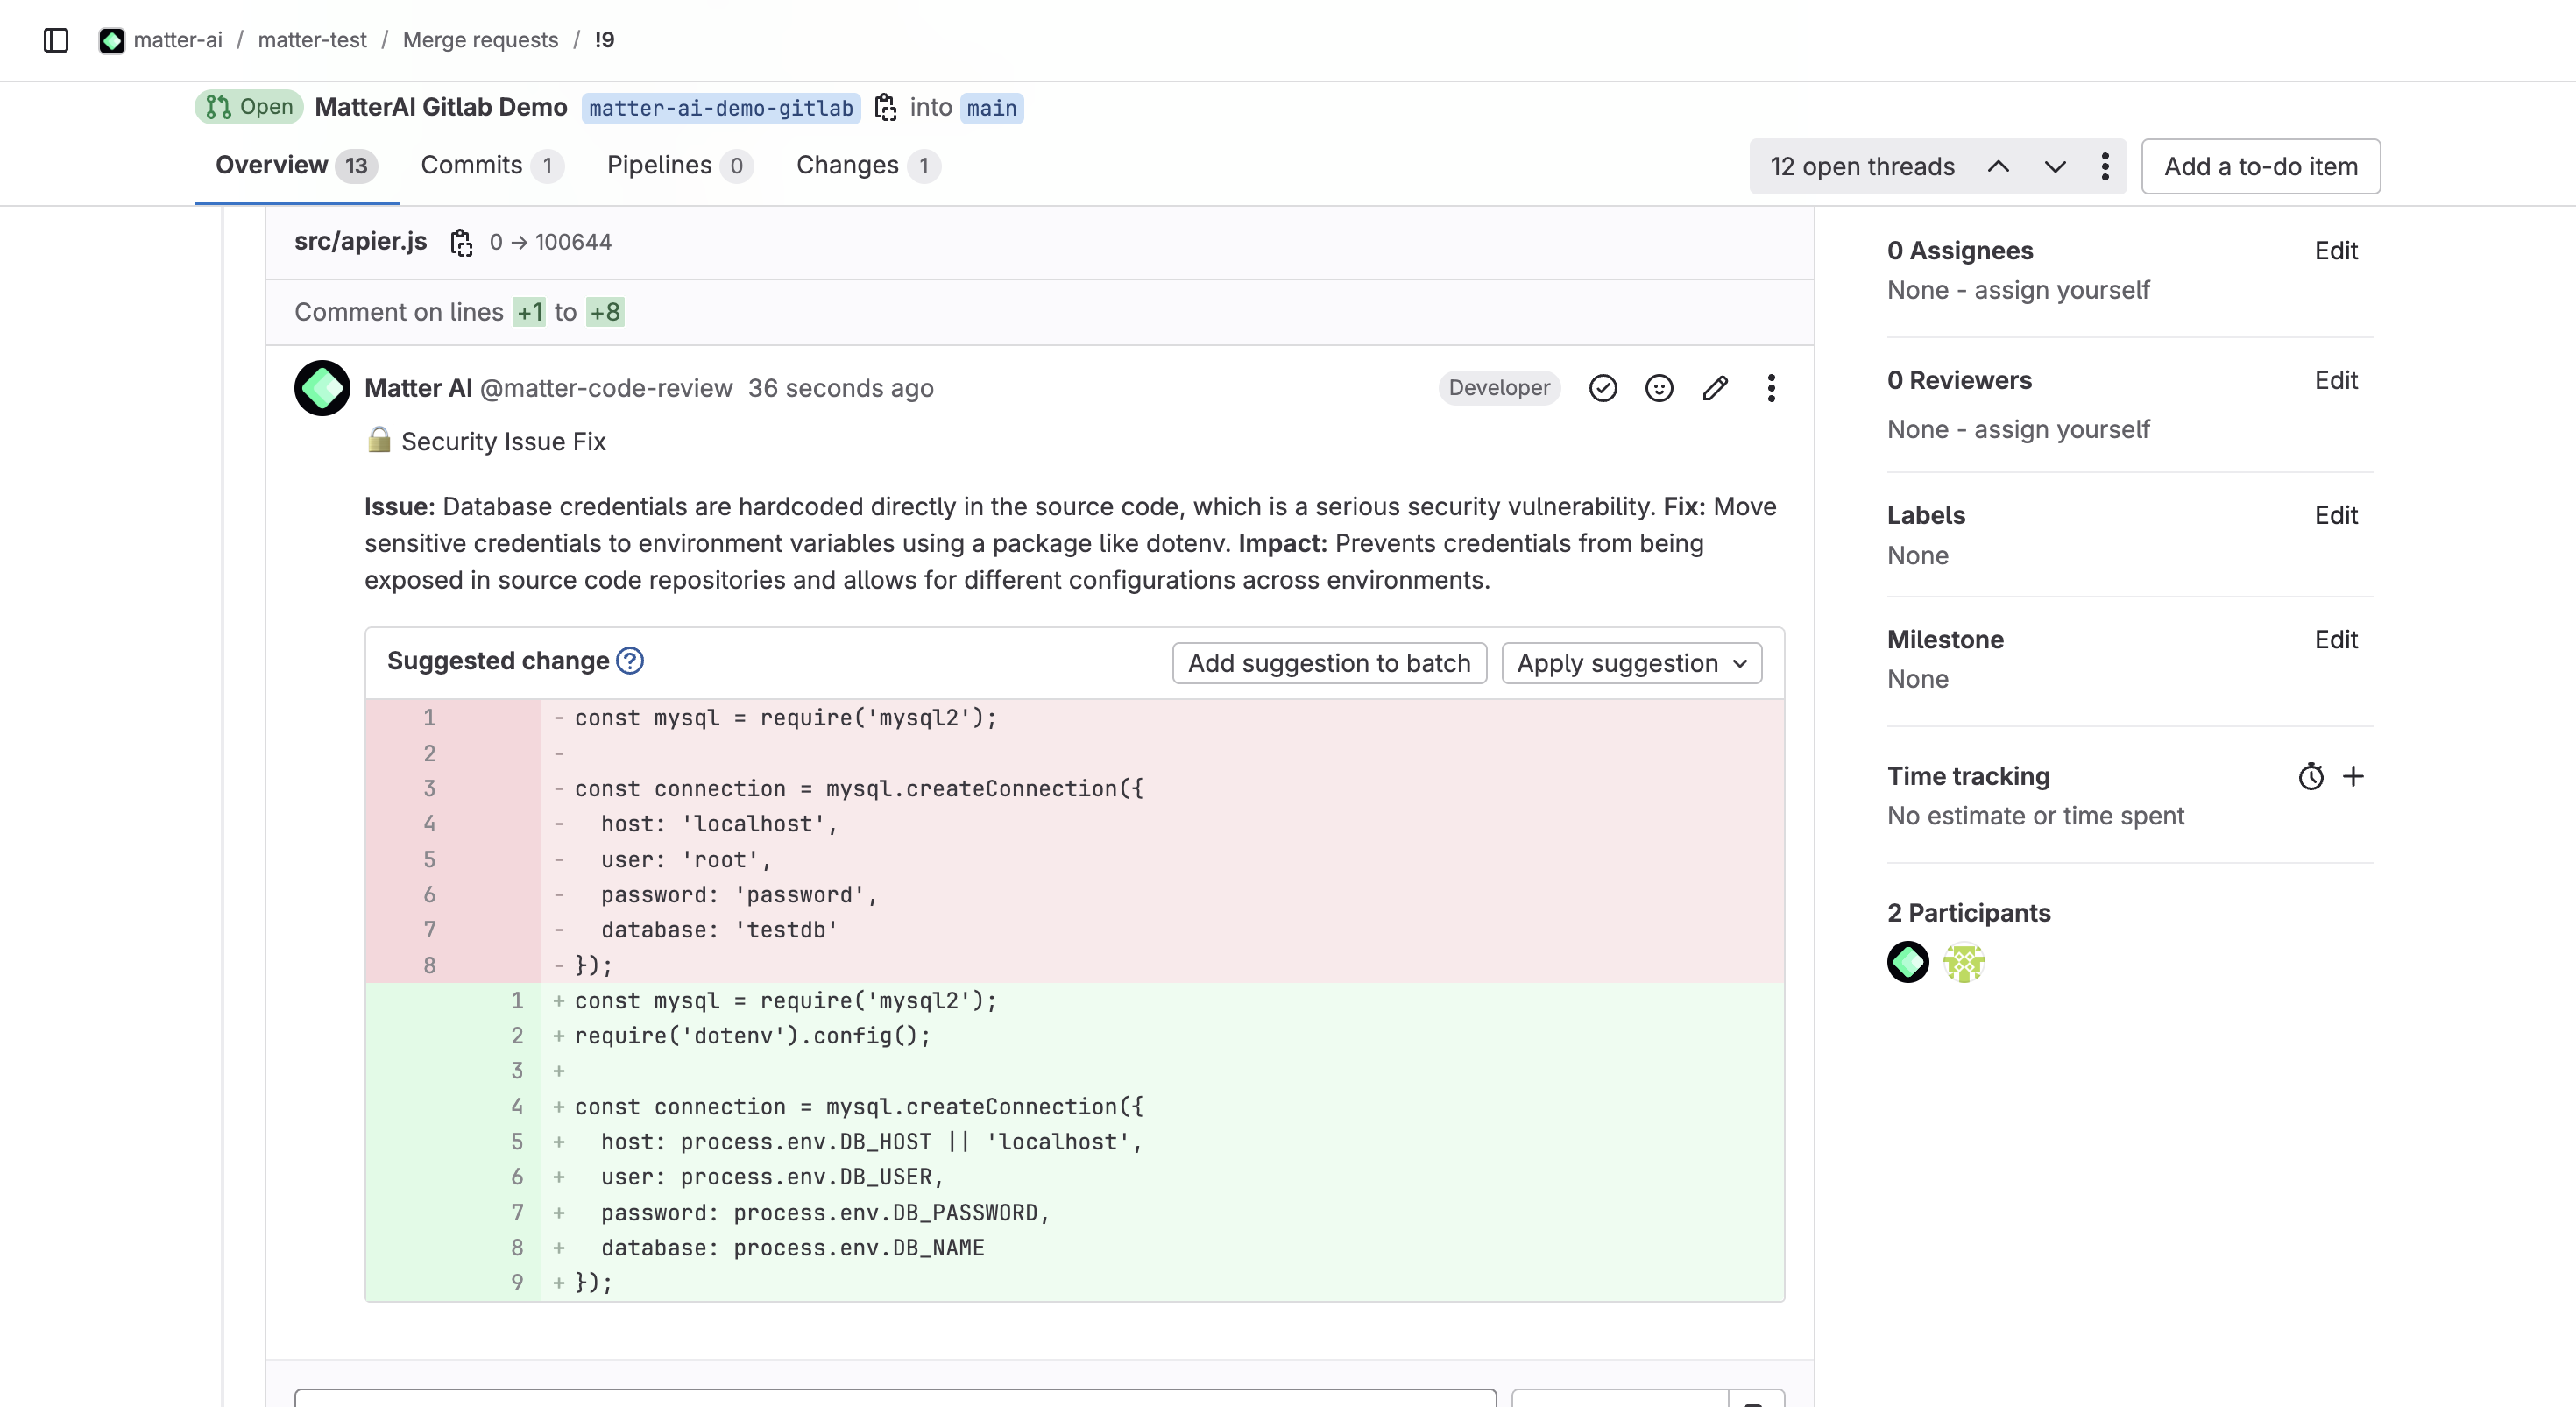 matter-ai / matter-test / Merge requests / !9
Open MatterAI Gitlab Demo matter-ai-demo-gitlab into main
Overview 13 Commits 1 Pipelines 0 Changes 1
12 open threads
Add a to-do item
src/apier.js 0 → 100644
Comment on lines +1 to +8
Matter AI @matter-code-review 36 seconds ago
Developer
🔒 Security Issue Fix
Issue: Database credentials are hardcoded directly in the source code, which is a serious security vulnerability. Fix: Move
sensitive credentials to environment variables using a package like dotenv. Impact: Prevents credentials from being
exposed in source code repositories and allows for different configurations across environments.
Suggested change ?
Add suggestion to batch
Apply suggestion
1 - const mysql = require('mysql2');
2 -
3 - const connection = mysql.createConnection({
4 -   host: 'localhost',
5 -   user: 'root',
6 -   password: 'password',
7 -   database: 'testdb'
8 - });
1 + const mysql = require('mysql2');
2 + require('dotenv').config();
3 +
4 + const connection = mysql.createConnection({
5 +   host: process.env.DB_HOST || 'localhost',
6 +   user: process.env.DB_USER,
7 +   password: process.env.DB_PASSWORD,
8 +   database: process.env.DB_NAME
9 + });
0 Assignees Edit
None - assign yourself
0 Reviewers Edit
None - assign yourself
Labels Edit
None
Milestone Edit
None
Time tracking +
No estimate or time spent
2 Participants